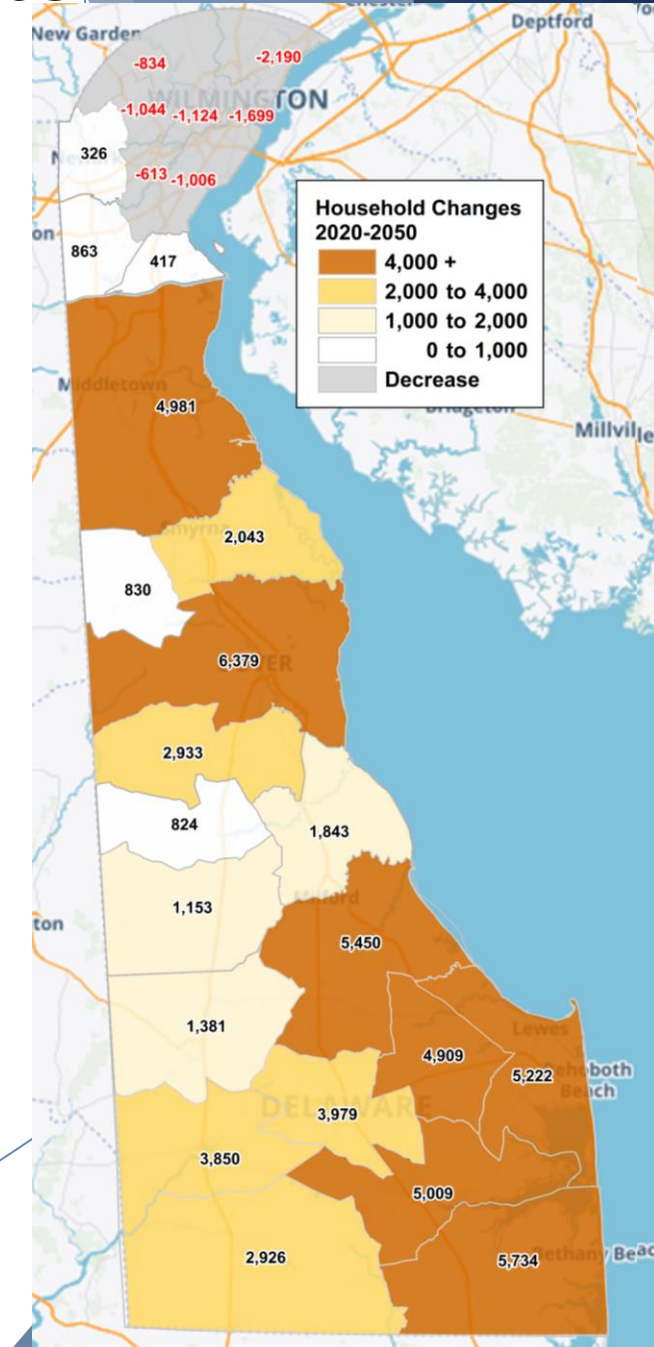 New Garden
Deptford
-834
-2,190
WILMINGTON
-1,044
-1,124
-1,699
326
-613
-1,006
Household Changes
2020-2050
4,000 +
2,000 to 4,000
1,000 to 2,000
0 to 1,000
Decrease
863
417
Middletown
4,981
Millville
Smyrna
2,043
830
6,379
2,933
824
1,843
1,153
Milford
ton
5,450
1,381
Lewes
4,909
5,222
Rehoboth
Beach
DELAWARE
3,979
3,850
5,009
2,926
5,734
Bethany Beac